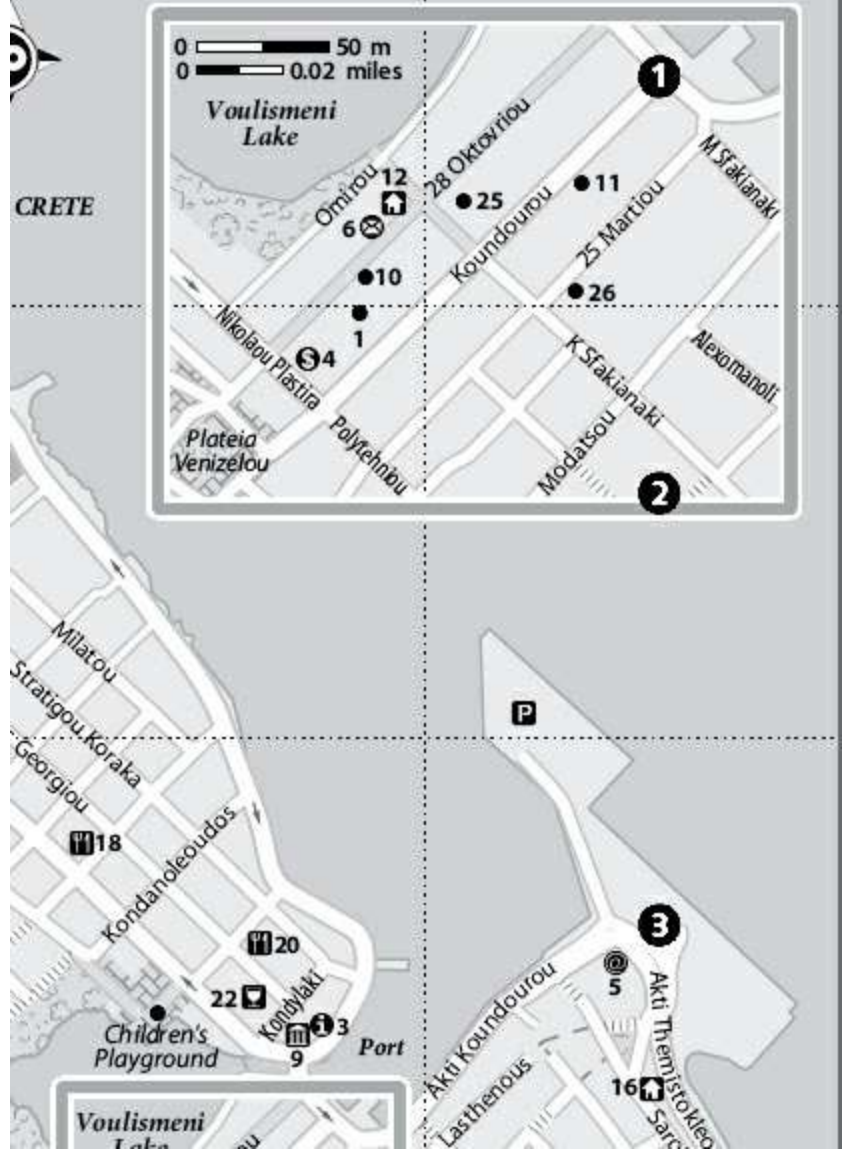 0 50 m
0 0.02 miles
1
Voulismeni
Lake
CRETE
12
Omirou
6
28 Oktovriou
25
11
M Sfakianaki
Koundourou
25 Martiou
10
26
1
Nikolaou Plastira
4
K Sfakianaki
Alexomanoli
Plateia
Venizelou
Polytehniou
Modatsou
2
Milatou
Stratigou Koraka
Georgiou
P
18
Kondanoleoudos
3
20
@
5
22
Kondylaki
3
9
Children's
Playground
Port
Akti Koundourou
Akti Themistokleo
Lasthenous
16
Voulismeni
Lake